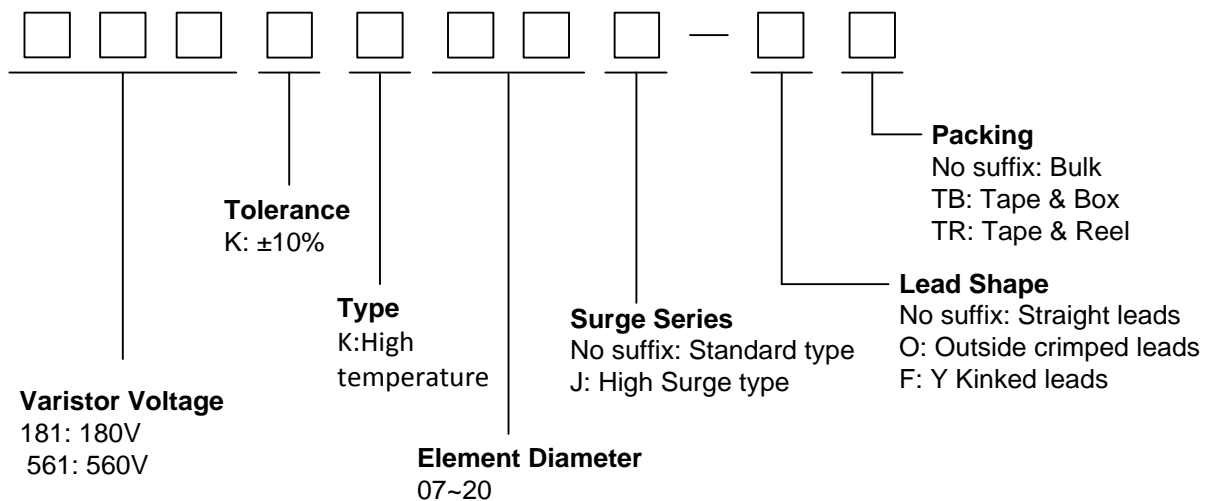 Packing
No suffix: Bulk
TB: Tape & Box
TR: Tape & Reel
Tolerance
K: ±10%
Lead Shape
No suffix: Straight leads
O: Outside crimped leads
F: Y Kinked leads
Type
K:High
temperature
Surge Series
No suffix: Standard type
J: High Surge type
Varistor Voltage
181: 180V
561: 560V
Element Diameter
07~20